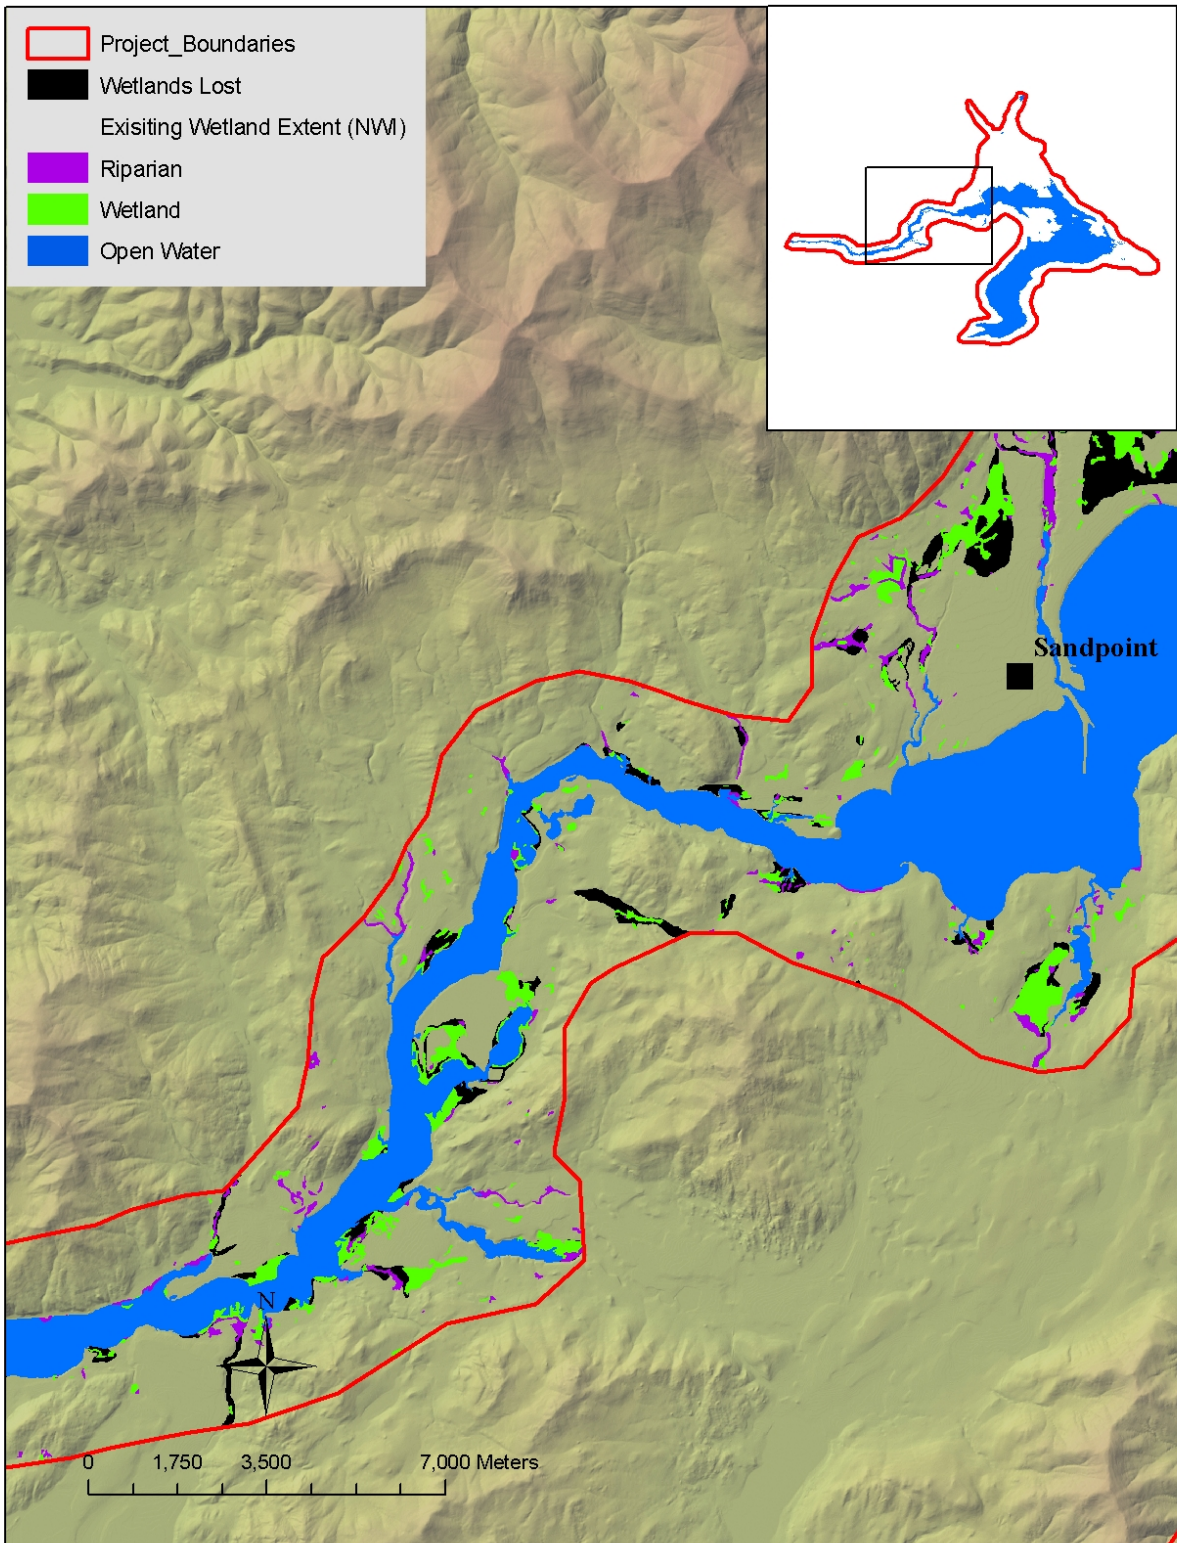 Project_Boundaries
Wetlands Lost
Exisiting Wetland Extent (NWI)
Riparian
Wetland
Open Water
Sandpoint
N
0 1,750 3,500 7,000 Meters